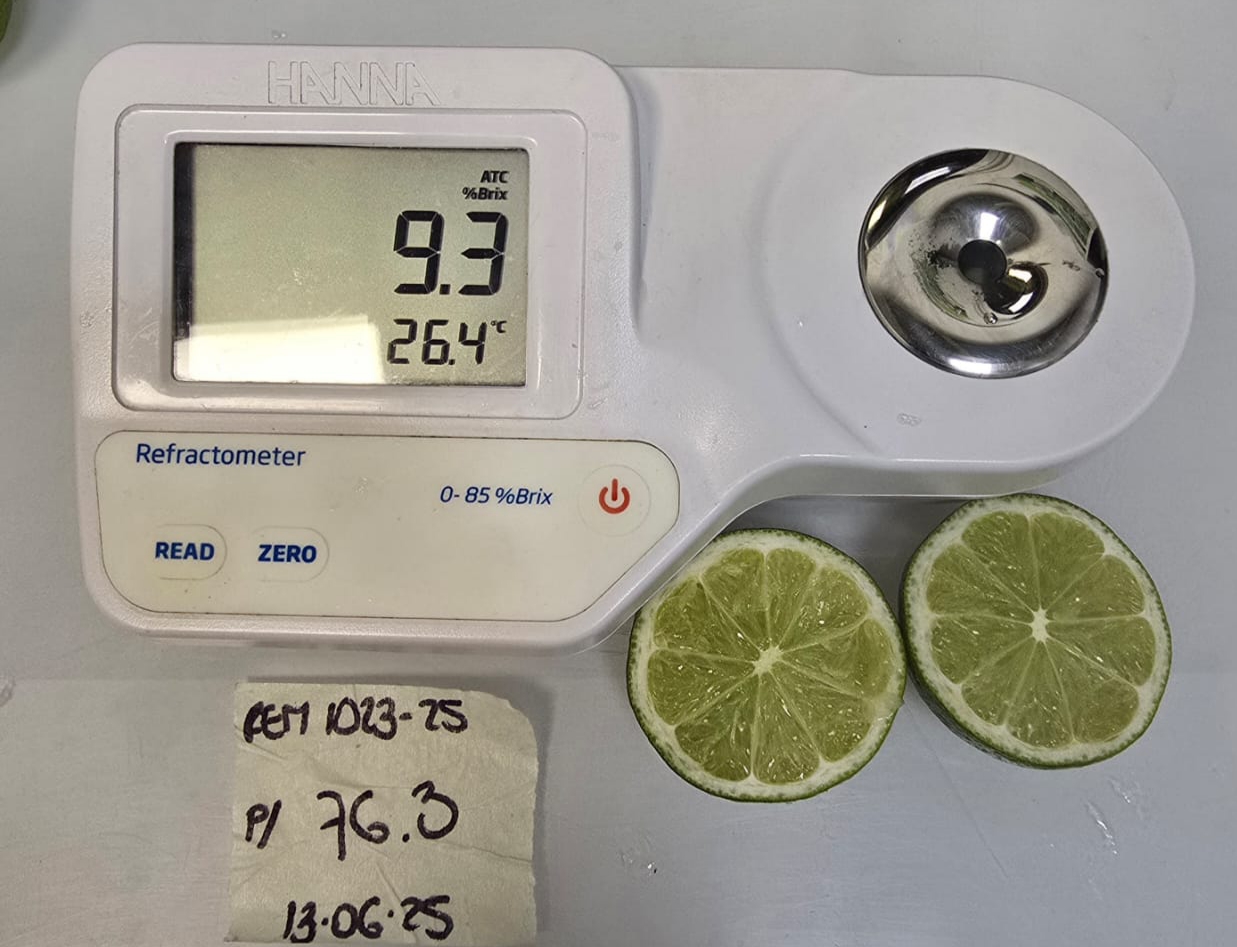 HANNA
ATC
%Brix
9.3
26.4°C
Refractometer
0-85 %Brix
READ ZERO
REM 1023-25
P/ 76.3
13.06.25